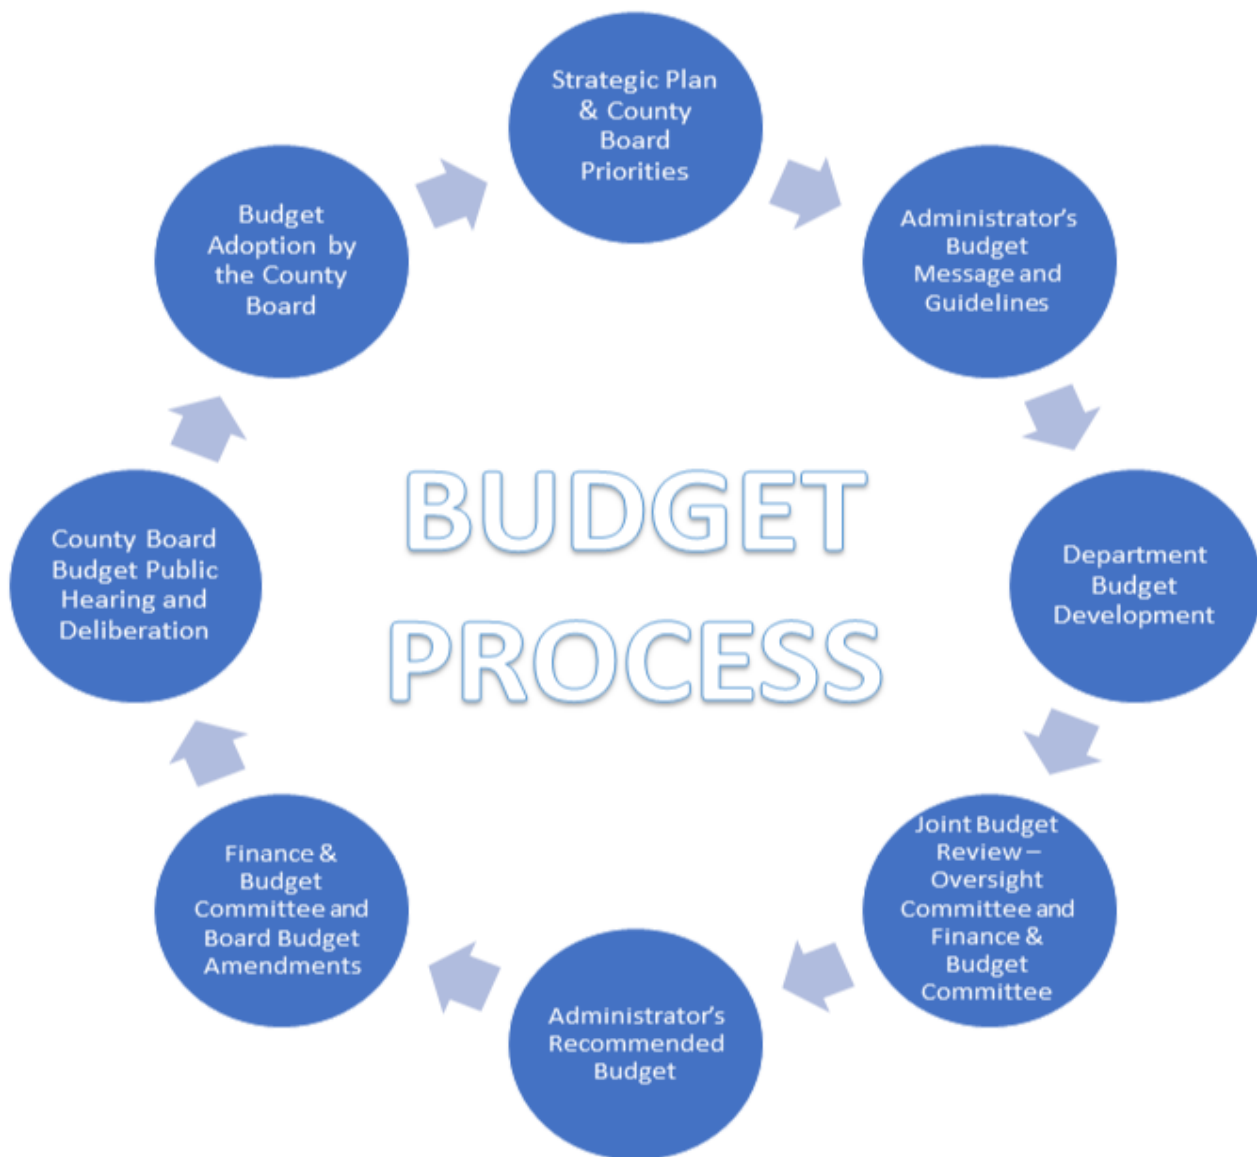 Strategic Plan
& County
Board
Priorities
Administrator's
Budget
Message and
Guidelines
Department
Budget
Development
Joint Budget
Review –
Oversight
Committee and
Finance &
Budget
Committee
Administrator's
Recommended
Budget
Finance &
Budget
Committee and
Board Budget
Amendments
County Board
Budget Public
Hearing and
Deliberation
Budget
Adoption by
the County
Board
BUDGET
PROCESS